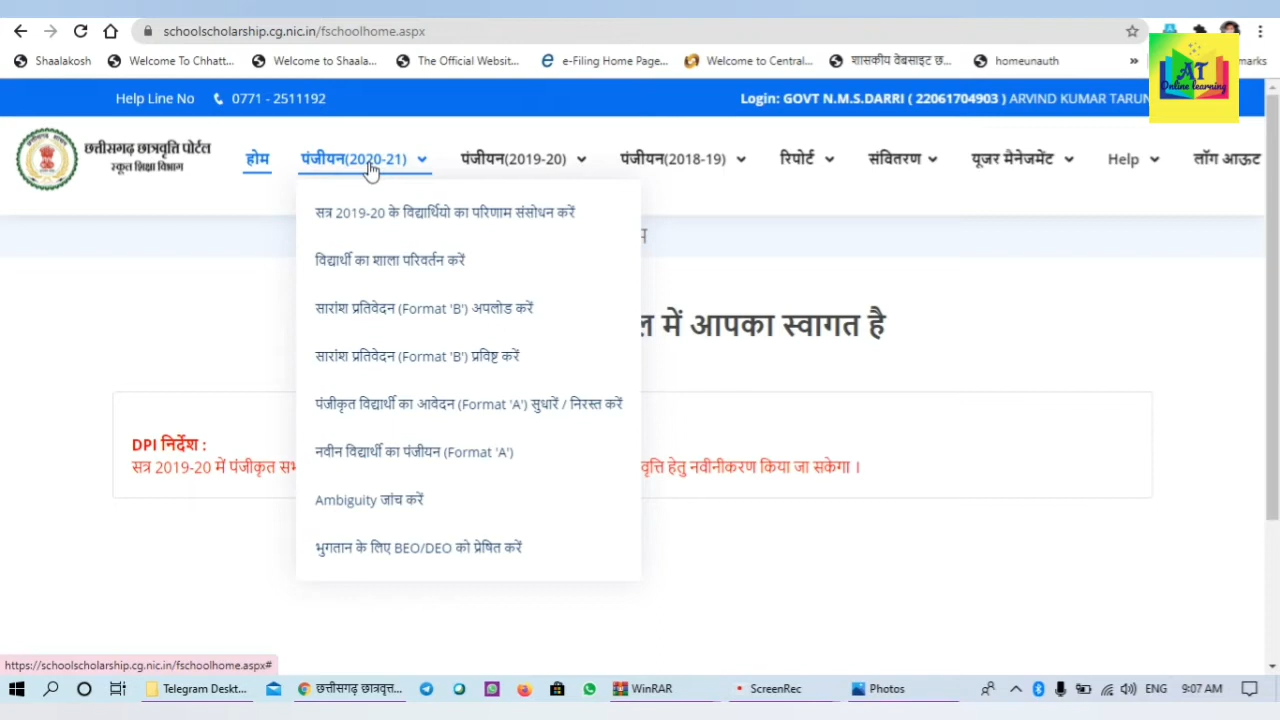 schoolscholarship.cg.nic.in/fschoolhome.aspx
Shaalakosh Welcome To Chhatt... Welcome to Shaala... The Official Websit... e-Filing Home Page... Welcome to Central... शासकीय वेबसाइट छ... homeunauth » marks
AT
Online learning
Help Line No 0771 - 2511192 Login: GOVT N.M.S.DARRI ( 22061704903 ) ARVIND KUMAR TARUN
छत्तीसगढ़ छात्रवृति पोर्टल
स्कूल शिक्षा विभाग
होम पंजीयन(2020-21) पंजीयन(2019-20) पंजीयन(2018-19) रिपोर्ट संवितरण यूजर मैनेजमेंट Help लॉग आऊट
सत्र 2019-20 के विद्यार्थियो का परिणाम संसोधन करें
विद्यार्थी का शाला परिवर्तन करें
सारांश प्रतिवेदन (Format 'B') अपलोड करें
में आपका स्वागत है
सारांश प्रतिवेदन (Format 'B') प्रविष्ट करें
पंजीकृत विद्यार्थी का आवेदन (Format 'A') सुधारें / निरस्त करें
DPI निर्देश :
नवीन विद्यार्थी का पंजीयन (Format 'A')
सत्र 2019-20 में पंजीकृत हेतु नवीनीकरण किया जा सकेगा ।
Ambiguity जांच करें
भुगतान के लिए BEO/DEO को प्रेषित करें
https://schoolscholarship.cg.nic.in/fschoolhome.aspx#
Telegram Deskt... छत्तीसगढ़ छात्रवृत्त... WinRAR ScreenRec Photos ENG 9:07 AM